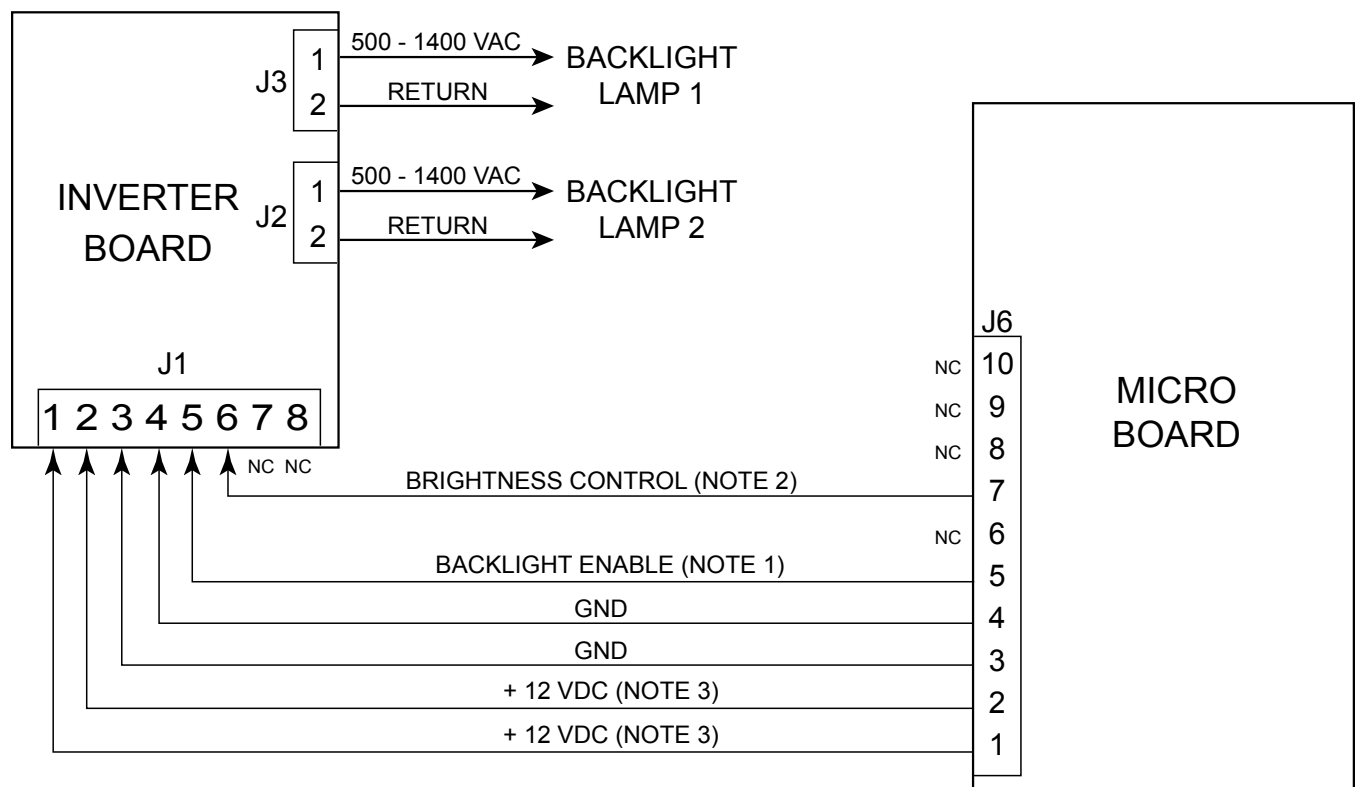 500 - 1400 VAC
J3
1
2
RETURN
BACKLIGHT
LAMP 1
INVERTER
BOARD
500 - 1400 VAC
J2
1
2
RETURN
BACKLIGHT
LAMP 2
J1
1 2 3 4 5 6 7 8
NC NC
J6
NC 10
NC 9
NC 8
BRIGHTNESS CONTROL (NOTE 2) 7
NC 6
BACKLIGHT ENABLE (NOTE 1) 5
GND 4
GND 3
+ 12 VDC (NOTE 3) 2
+ 12 VDC (NOTE 3) 1
MICRO
BOARD